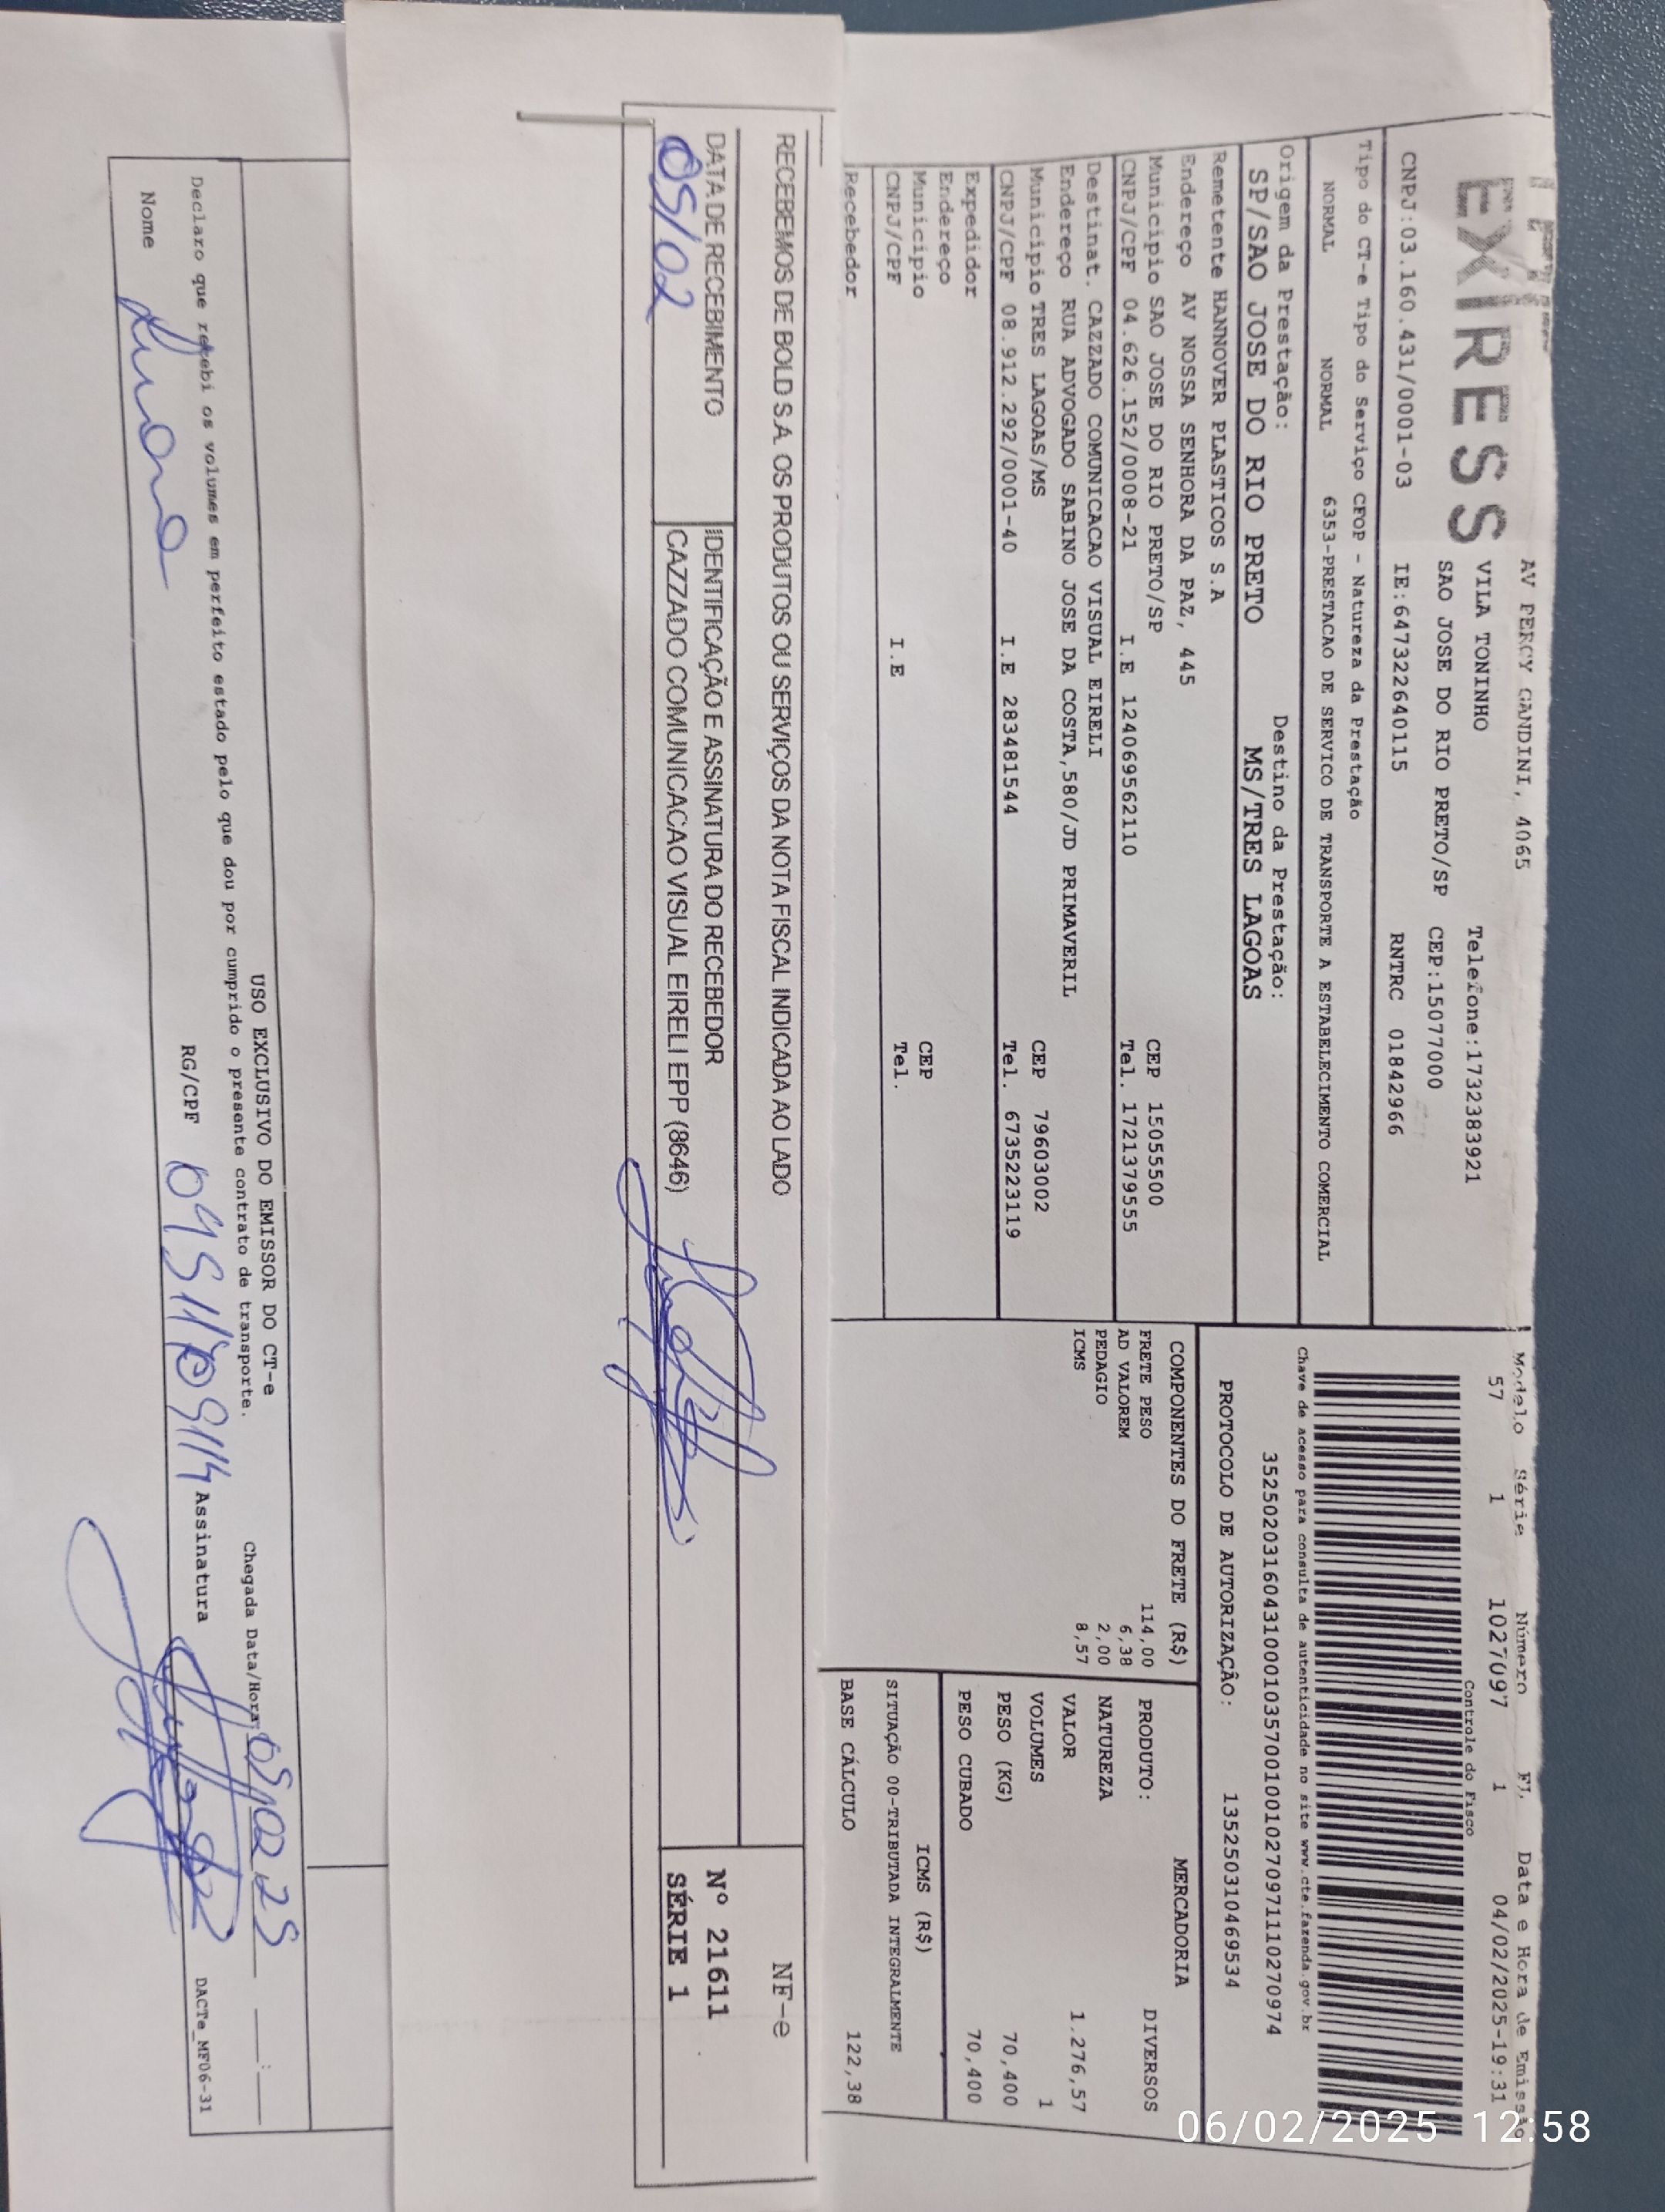 EXPRESS
AV PERCY GANDINI, 4065
VILA TONINHO Telefone:1732383921
SAO JOSE DO RIO PRETO/SP CEP:15077000
CNPJ:03.160.431/0001-03 IE:647322640115 RNTRC 01842966
Modelo Série Número Fl. Data e Hora de Emissão
57 1 1027097 1 04/02/2025-19:31
Controle do Fisco
Tipo do CT-e Tipo do Serviço CFOP - Natureza da Prestação
NORMAL NORMAL 6353-PRESTACAO DE SERVICO DE TRANSPORTE A ESTABELECIMENTO COMERCIAL
Chave de acesso para consulta de autenticidade no site www.cte.fazenda.gov.br
35250203160431000103570010010270971110270974
PROTOCOLO DE AUTORIZAÇÃO: 135250310469534
Origem da Prestação: Destino da Prestação:
SP/SAO JOSE DO RIO PRETO MS/TRES LAGOAS
Remetente HANNOVER PLASTICOS S.A
Endereço AV NOSSA SENHORA DA PAZ, 445
Municipio SAO JOSE DO RIO PRETO/SP CEP 15055500
CNPJ/CPF 04.626.152/0008-21 I.E 124069562110 Tel. 1721379555
Destinat. CAZZADO COMUNICACAO VISUAL EIRELI
Endereço RUA ADVOGADO SABINO JOSE DA COSTA,580/JD PRIMAVERIL
Municipio TRES LAGOAS/MS CEP 79603002
CNPJ/CPF 08.912.292/0001-40 I.E 283481544 Tel. 6735223119
Expedidor
Endereço
Municipio CEP
CNPJ/CPF I.E Tel.
Recebedor
COMPONENTES DO FRETE (R$)
FRETE PESO 114,00
AD VALOREM 6,38
PEDAGIO 2,00
ICMS 8,57
MERCADORIA
PRODUTO: DIVERSOS
NATUREZA
VALOR 1.276,57
VOLUMES 1
PESO (KG) 70,400
PESO CUBADO 70,400
ICMS (R$)
SITUAÇÃO 00-TRIBUTADA INTEGRALMENTE
BASE CÁLCULO 122,38
RECEBEMOS DE BOLD S.A. OS PRODUTOS OU SERVIÇOS DA NOTA FISCAL INDICADA AO LADO
DATA DE RECEBIMENTO IDENTIFICAÇÃO E ASSINATURA DO RECEBEDOR
05/02 CAZZADO COMUNICACAO VISUAL EIRELI EPP (8646)
NF-e
Nº 21611
SÉRIE 1
USO EXCLUSIVO DO EMISSOR DO CT-e
Declaro que recebi os volumes em perfeito estado pelo que dou por cumprido o presente contrato de transporte.
Chegada Data/Hora: 05/02 25 :
Nome RG/CPF Assinatura
DACTe_MF06-31
06/02/2025 12:58